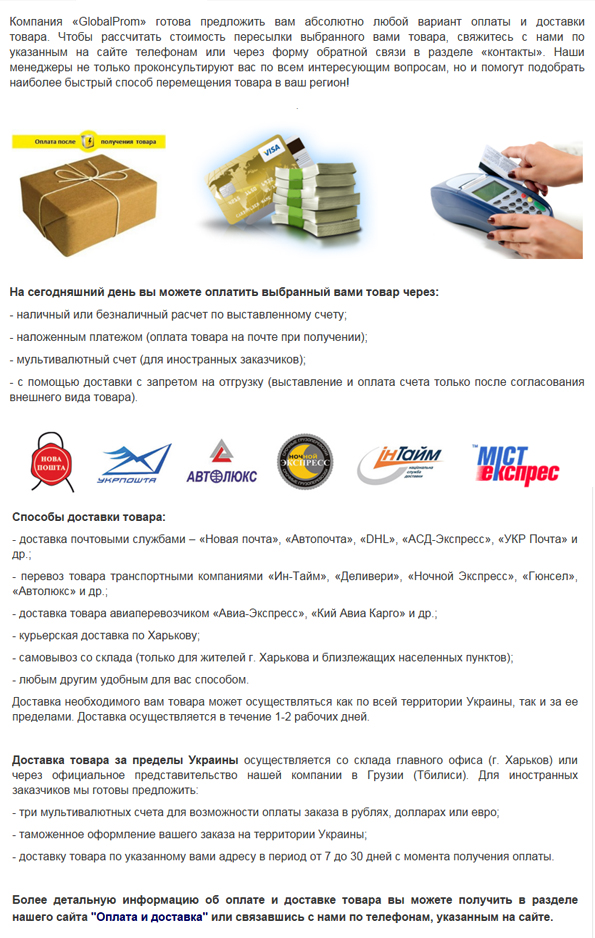 Компания «GlobalProm» готова предложить вам абсолютно любой вариант оплаты и доставки
товара. Чтобы рассчитать стоимость пересылки выбранного вами товара, свяжитесь с нами по
указанным на сайте телефонам или через форму обратной связи в разделе «контакты». Наши
менеджеры не только проконсультируют вас по всем интересующим вопросам, но и помогут подобрать
наиболее быстрый способ перемещения товара в ваш регион!
Оплата после получения товара
VISA
VISA
На сегодняшний день вы можете оплатить выбранный вами товар через:
- наличный или безналичный расчет по выставленному счету;
- наложенным платежом (оплата товара на почте при получении);
- мультивалютный счет (для иностранных заказчиков);
- с помощью доставки с запретом на отгрузку (выставление и оплата счета только после согласования
внешнего вида товара).
НОВА
ПОШТА
УКРПОШТА
АВТОЛЮКС
НОЧНОЙ
ЭКСПРЕСС
ІНТАЙМ
національна
служба
доставки
TM
МІСТ
експрес
Способы доставки товара:
- доставка почтовыми службами – «Новая почта», «Автопочта», «DHL», «АСД-Экспресс», «УКР Почта» и
др.;
- перевоз товара транспортными компаниями «Ин-Тайм», «Деливери», «Ночной Экспресс», «Гюнсел»,
«Автолюкс» и др.;
- доставка товара авиаперевозчиком «Авиа-Экспресс», «Кий Авиа Карго» и др.;
- курьерская доставка по Харькову;
- самовывоз со склада (только для жителей г. Харькова и близлежащих населенных пунктов);
- любым другим удобным для вас способом.
Доставка необходимого вам товара может осуществляться как по всей территории Украины, так и за ее
пределами. Доставка осуществляется в течение 1-2 рабочих дней.
Доставка товара за пределы Украины осуществляется со склада главного офиса (г. Харьков) или
через официальное представительство нашей компании в Грузии (Тбилиси). Для иностранных
заказчиков мы готовы предложить:
- три мультивалютных счета для возможности оплаты заказа в рублях, долларах или евро;
- таможенное оформление вашего заказа на территории Украины;
- доставку товара по указанному вами адресу в период от 7 до 30 дней с момента получения оплаты.
Более детальную информацию об оплате и доставке товара вы можете получить в разделе
нашего сайта "Оплата и доставка" или связавшись с нами по телефонам, указанным на сайте.